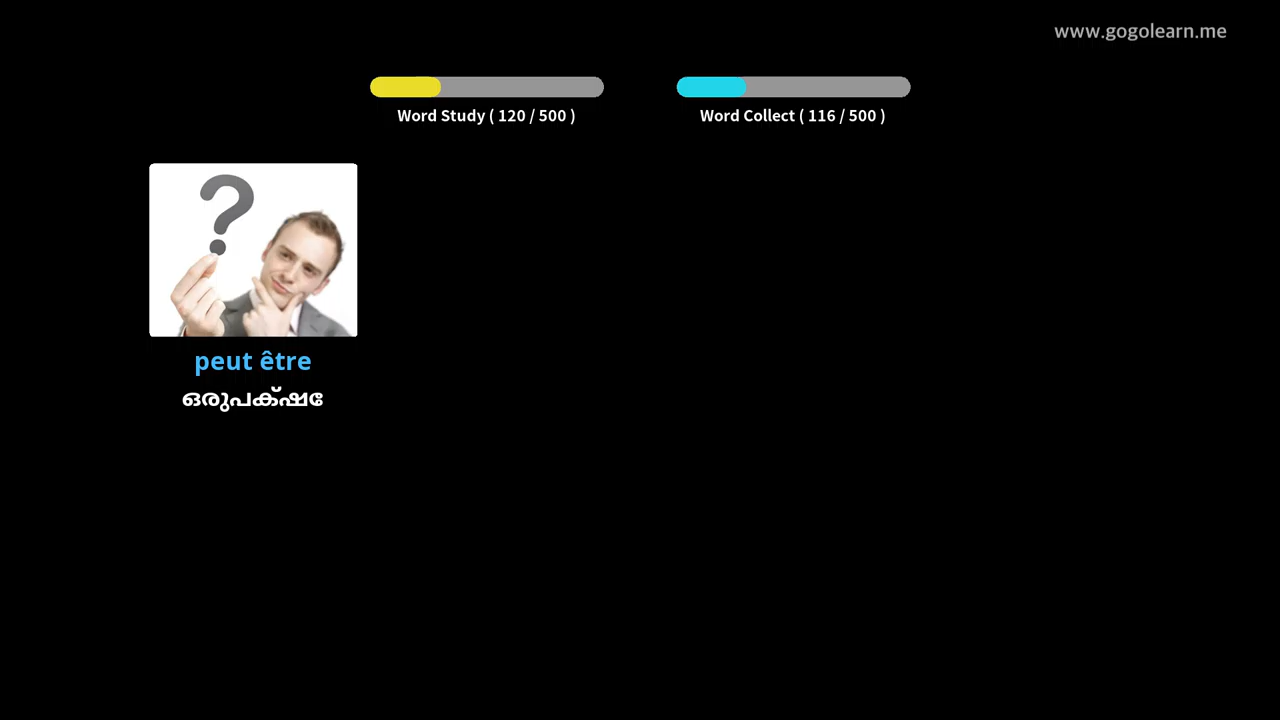 www.gogolearn.me
Word Study ( 120 / 500 )
Word Collect ( 116 / 500 )
peut être
ഒരുപക്ഷേ